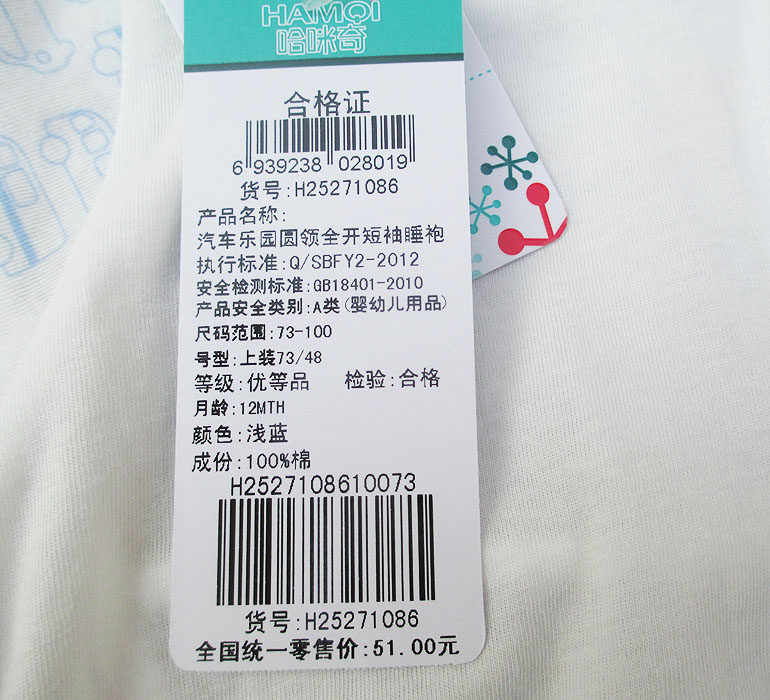 HAMQI
哈咪奇
合格证
6 939238 028019
货号:H25271086
产品名称:
汽车乐园圆领全开短袖睡袍
执行标准:Q/SBFY2-2012
安全检测标准:GB18401-2010
产品安全类别:A类(婴幼儿用品)
尺码范围:73-100
号型:上装73/48
等级:优等品 检验:合格
月龄:12MTH
颜色:浅蓝
成份:100%棉
H2527108610073
货号:H25271086
全国统一零售价:51.00元